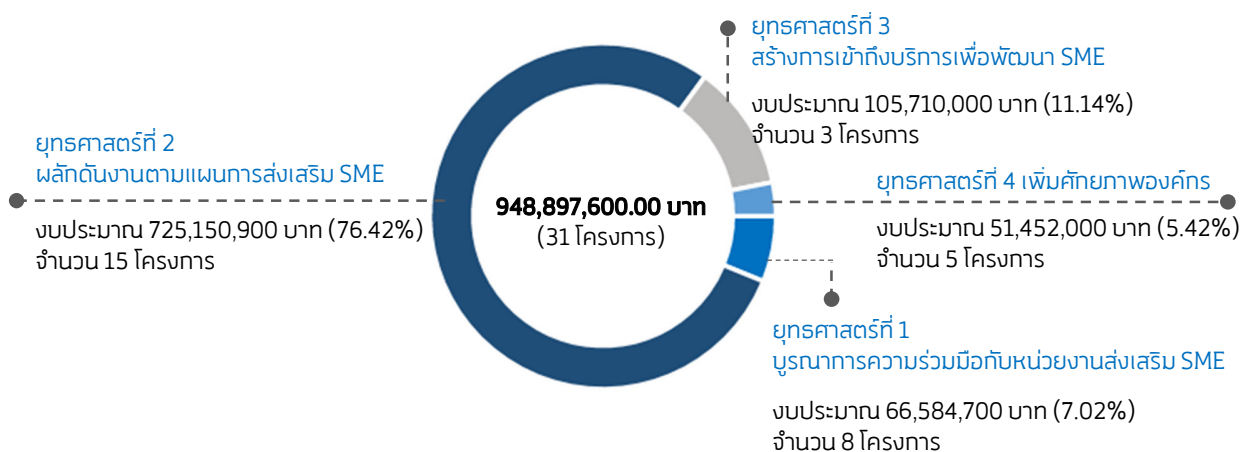 ยุทธศาสตร์ที่ 3
สร้างการเข้าถึงบริการเพื่อพัฒนา SME
งบประมาณ 105,710,000 บาท (11.14%)
จำนวน 3 โครงการ
ยุทธศาสตร์ที่ 2
ผลักดันงานตามแผนการส่งเสริม SME
งบประมาณ 725,150,900 บาท (76.42%)
จำนวน 15 โครงการ
948,897,600.00 บาท
(31 โครงการ)
ยุทธศาสตร์ที่ 4 เพิ่มศักยภาพองค์กร
งบประมาณ 51,452,000 บาท (5.42%)
จำนวน 5 โครงการ
ยุทธศาสตร์ที่ 1
บูรณาการความร่วมมือกับหน่วยงานส่งเสริม SME
งบประมาณ 66,584,700 บาท (7.02%)
จำนวน 8 โครงการ